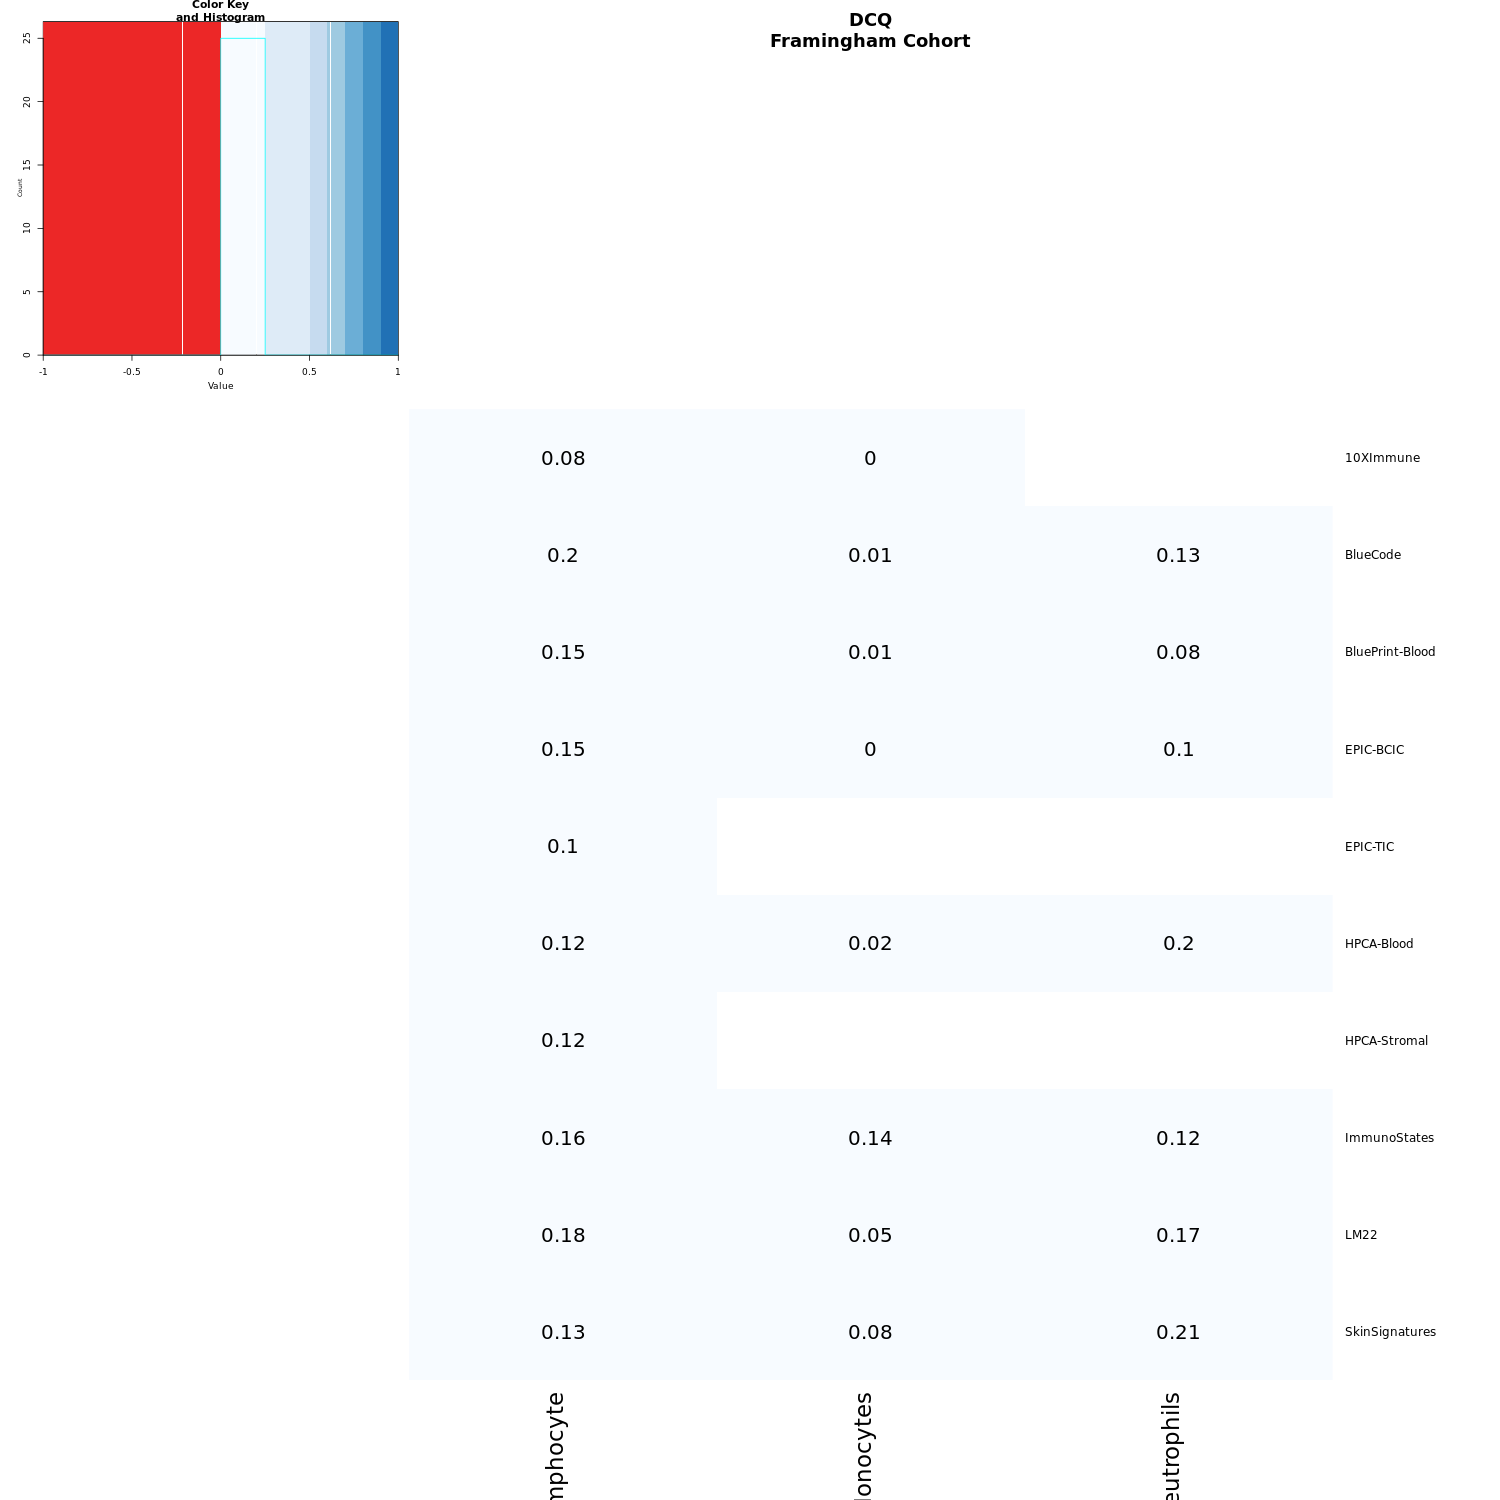 Color Key
and Histogram
DCQ
Framingham Cohort
25
20
15
10
5
0
Count
-1 -0.5 0 0.5 1
Value
0.08 0 10XImmune
0.2 0.01 0.13 BlueCode
0.15 0.01 0.08 BluePrint-Blood
0.15 0 0.1 EPIC-BCIC
0.1 EPIC-TIC
0.12 0.02 0.2 HPCA-Blood
0.12 HPCA-Stromal
0.16 0.14 0.12 ImmunoStates
0.18 0.05 0.17 LM22
0.13 0.08 0.21 SkinSignatures
mphocyte
onocytes
eutrophils